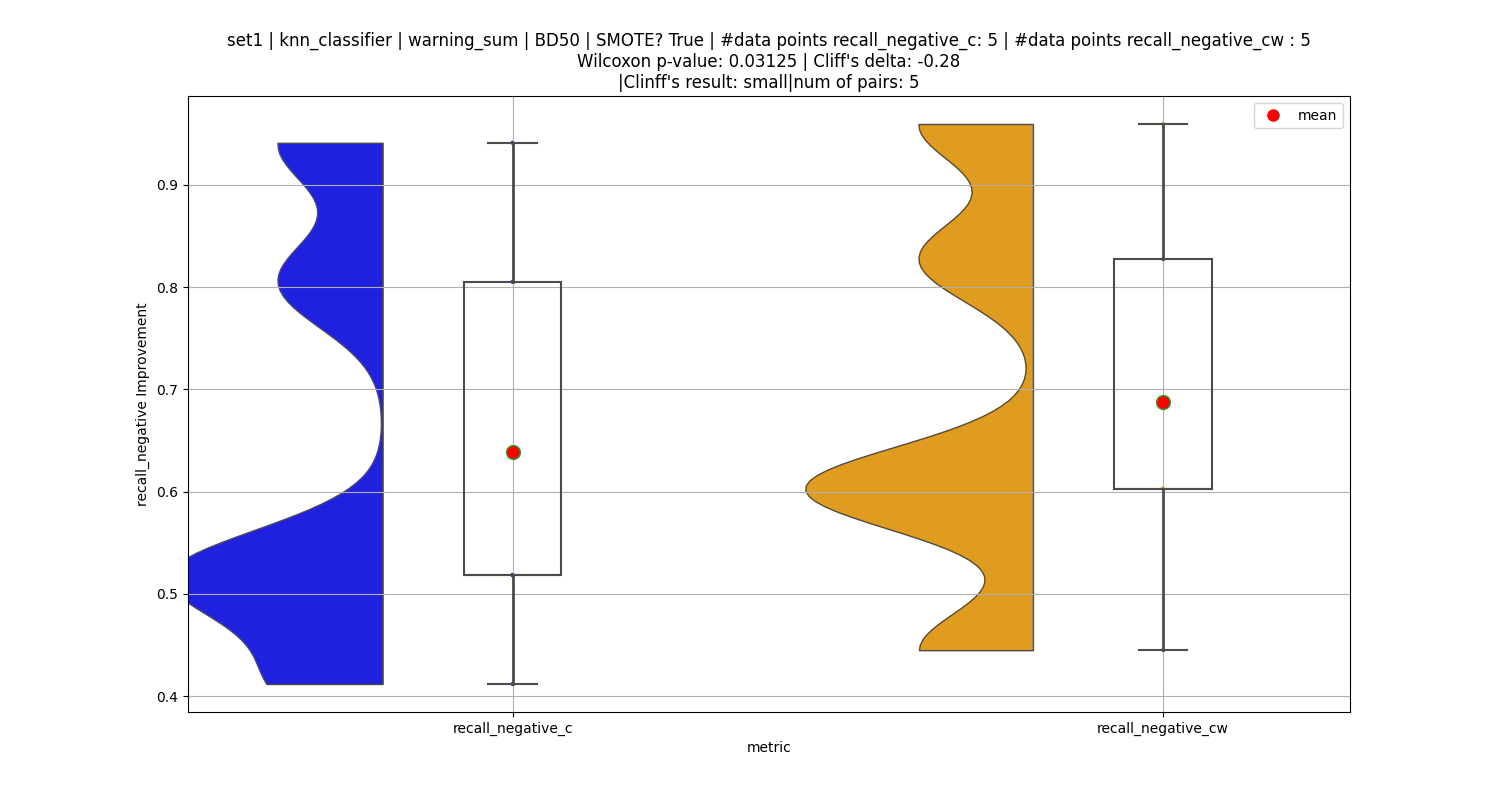 set1 | knn_classifier | warning_sum | BD50 | SMOTE? True | #data points recall_negative_c: 5 | #data points recall_negative_cw : 5
Wilcoxon p-value: 0.03125 | Cliff's delta: -0.28
|Clinff's result: small|num of pairs: 5
mean
0.9
0.8
0.7
0.6
0.5
0.4
recall_negative Improvement
recall_negative_c
recall_negative_cw
metric